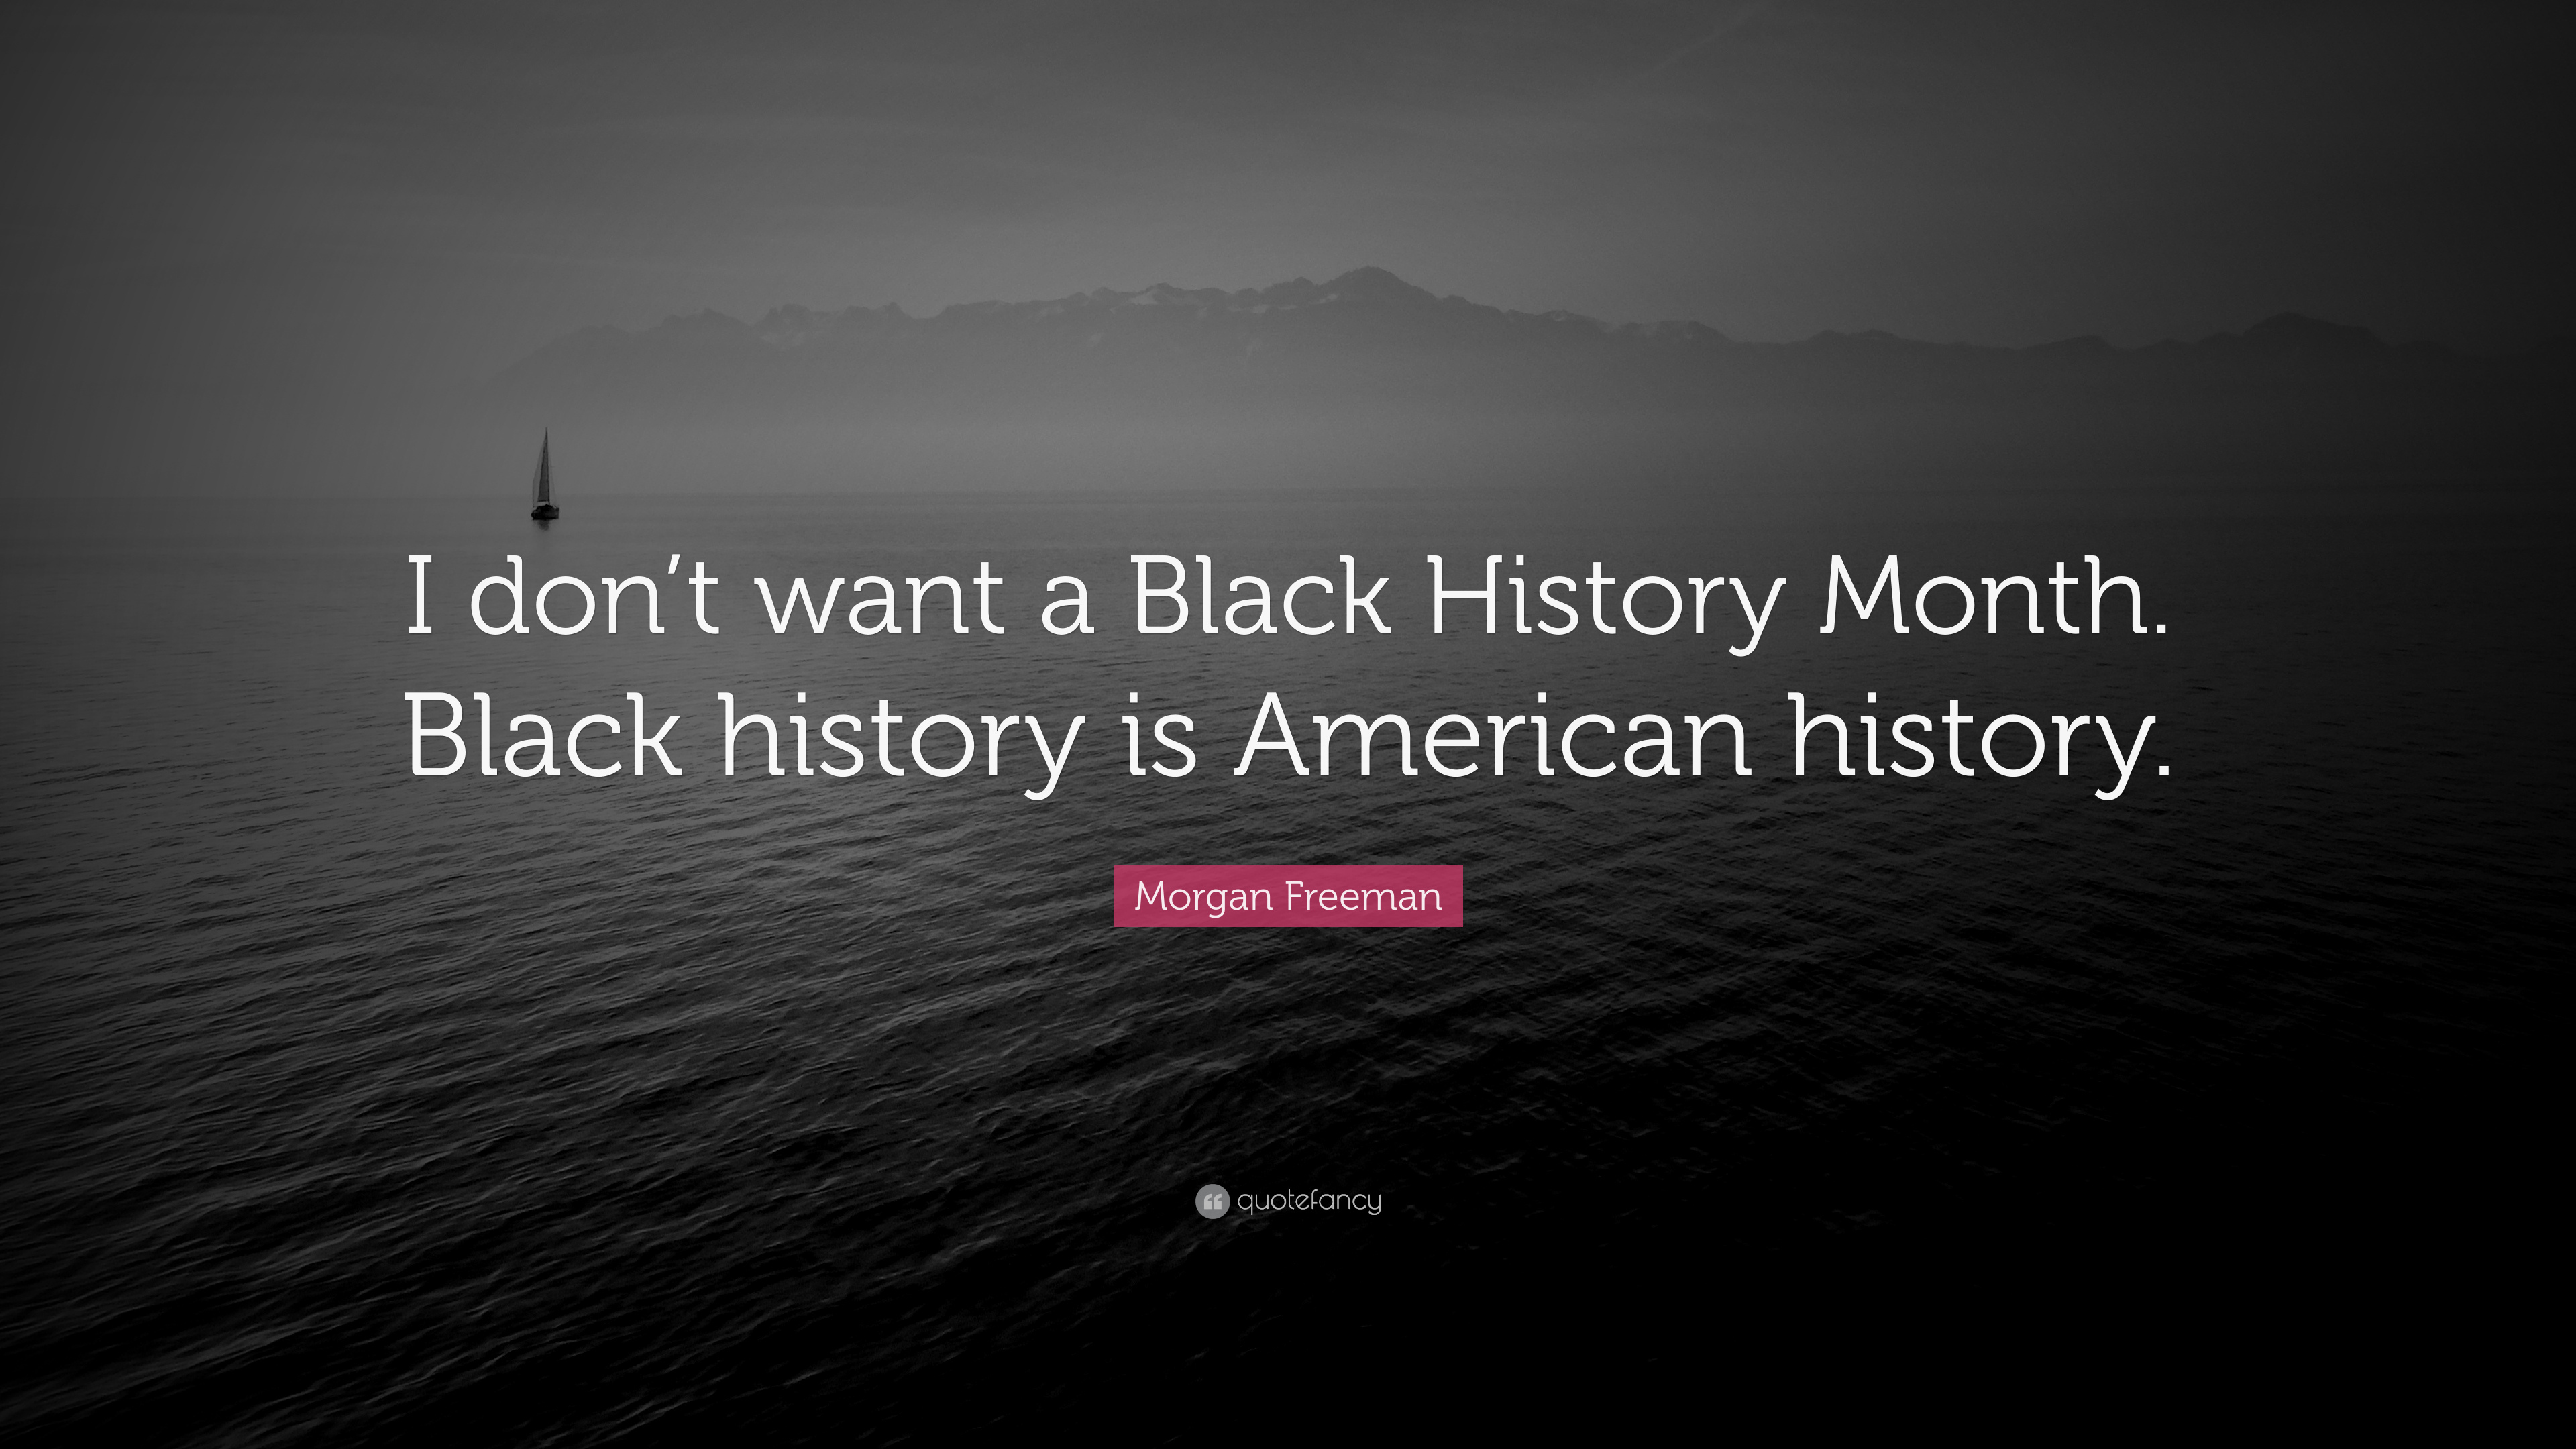 I don’t want a Black History Month.
Black history is American history.
Morgan Freeman
quotefancy